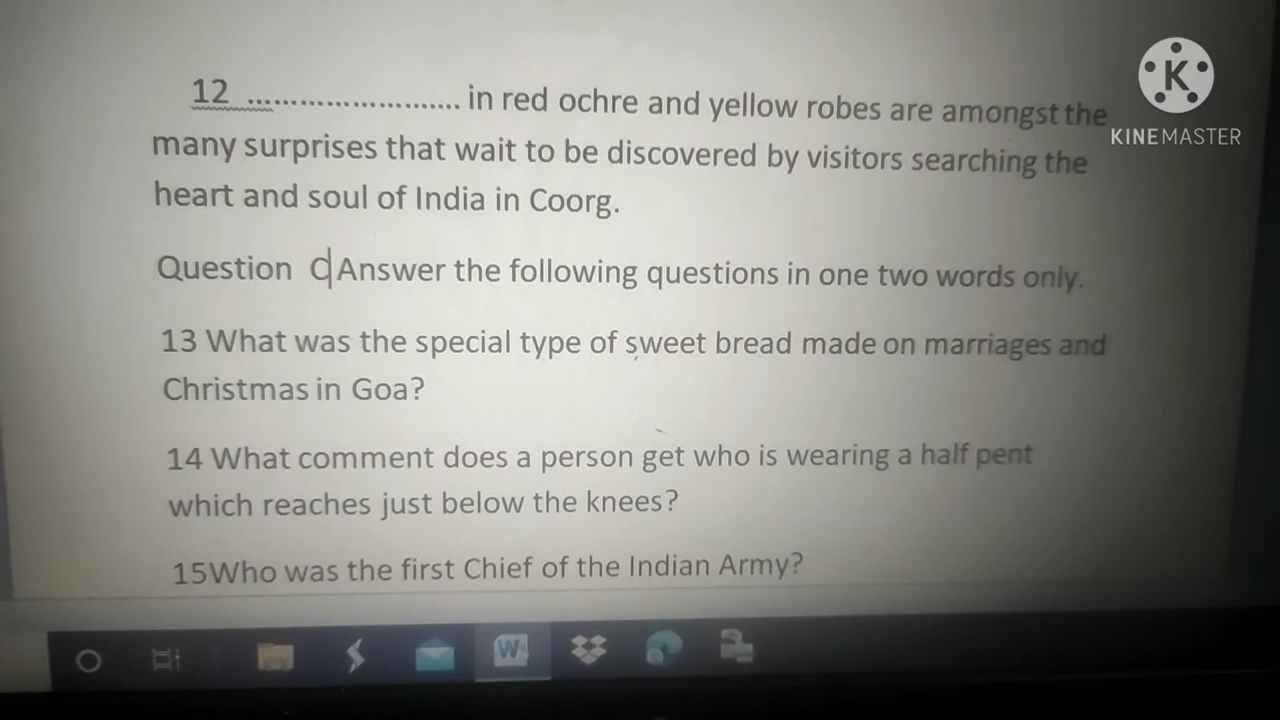 12 ........................ in red ochre and yellow robes are amongst the
many surprises that wait to be discovered by visitors searching the
heart and soul of India in Coorg.
Question C Answer the following questions in one two words only.
13 What was the special type of sweet bread made on marriages and
Christmas in Goa?
14 What comment does a person get who is wearing a half pent
which reaches just below the knees?
15Who was the first Chief of the Indian Army?
K
KINEMASTER
W